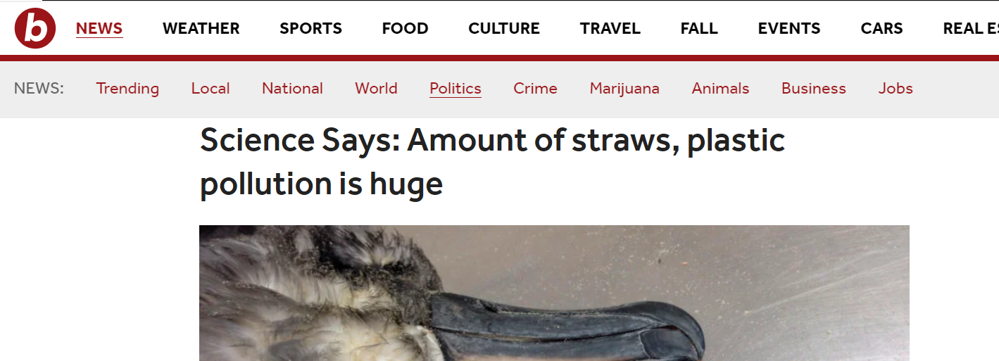 b NEWS WEATHER SPORTS FOOD CULTURE TRAVEL FALL EVENTS CARS REAL
NEWS: Trending Local National World Politics Crime Marijuana Animals Business Jobs
Science Says: Amount of straws, plastic
pollution is huge